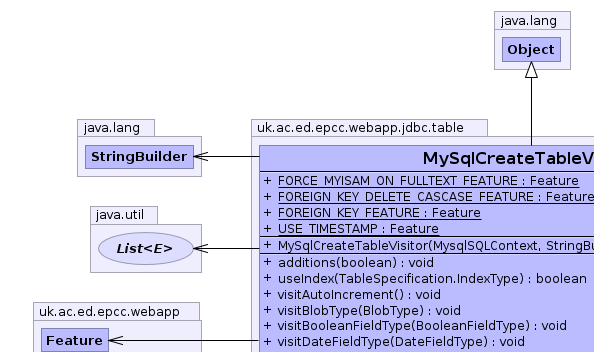 java.lang
Object
java.lang
StringBuilder
uk.ac.ed.epcc.webapp.jdbc.table
MySqlCreateTableV
+ FORCE_MYISAM_ON_FULLTEXT_FEATURE : Feature
+ FOREIGN_KEY_DELETE_CASCASE_FEATURE : Feature
+ FOREIGN_KEY_FEATURE : Feature
+ USE_TIMESTAMP : Feature
+ MySqlCreateTableVisitor(MysqlSQLContext, StringBu
+ additions(boolean) : void
+ useIndex(TableSpecification.IndexType) : boolean
+ visitAutoIncrement() : void
+ visitBlobType(BlobType) : void
+ visitBooleanFieldType(BooleanFieldType) : void
+ visitDateFieldType(DateFieldType) : void
java.util
List<E>
uk.ac.ed.epcc.webapp
Feature